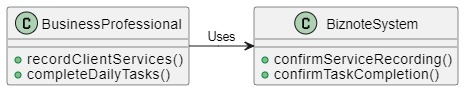 C BusinessProfessional
recordClientServices()
completeDailyTasks()
Uses
C BiznoteSystem
confirmServiceRecording()
confirmTaskCompletion()